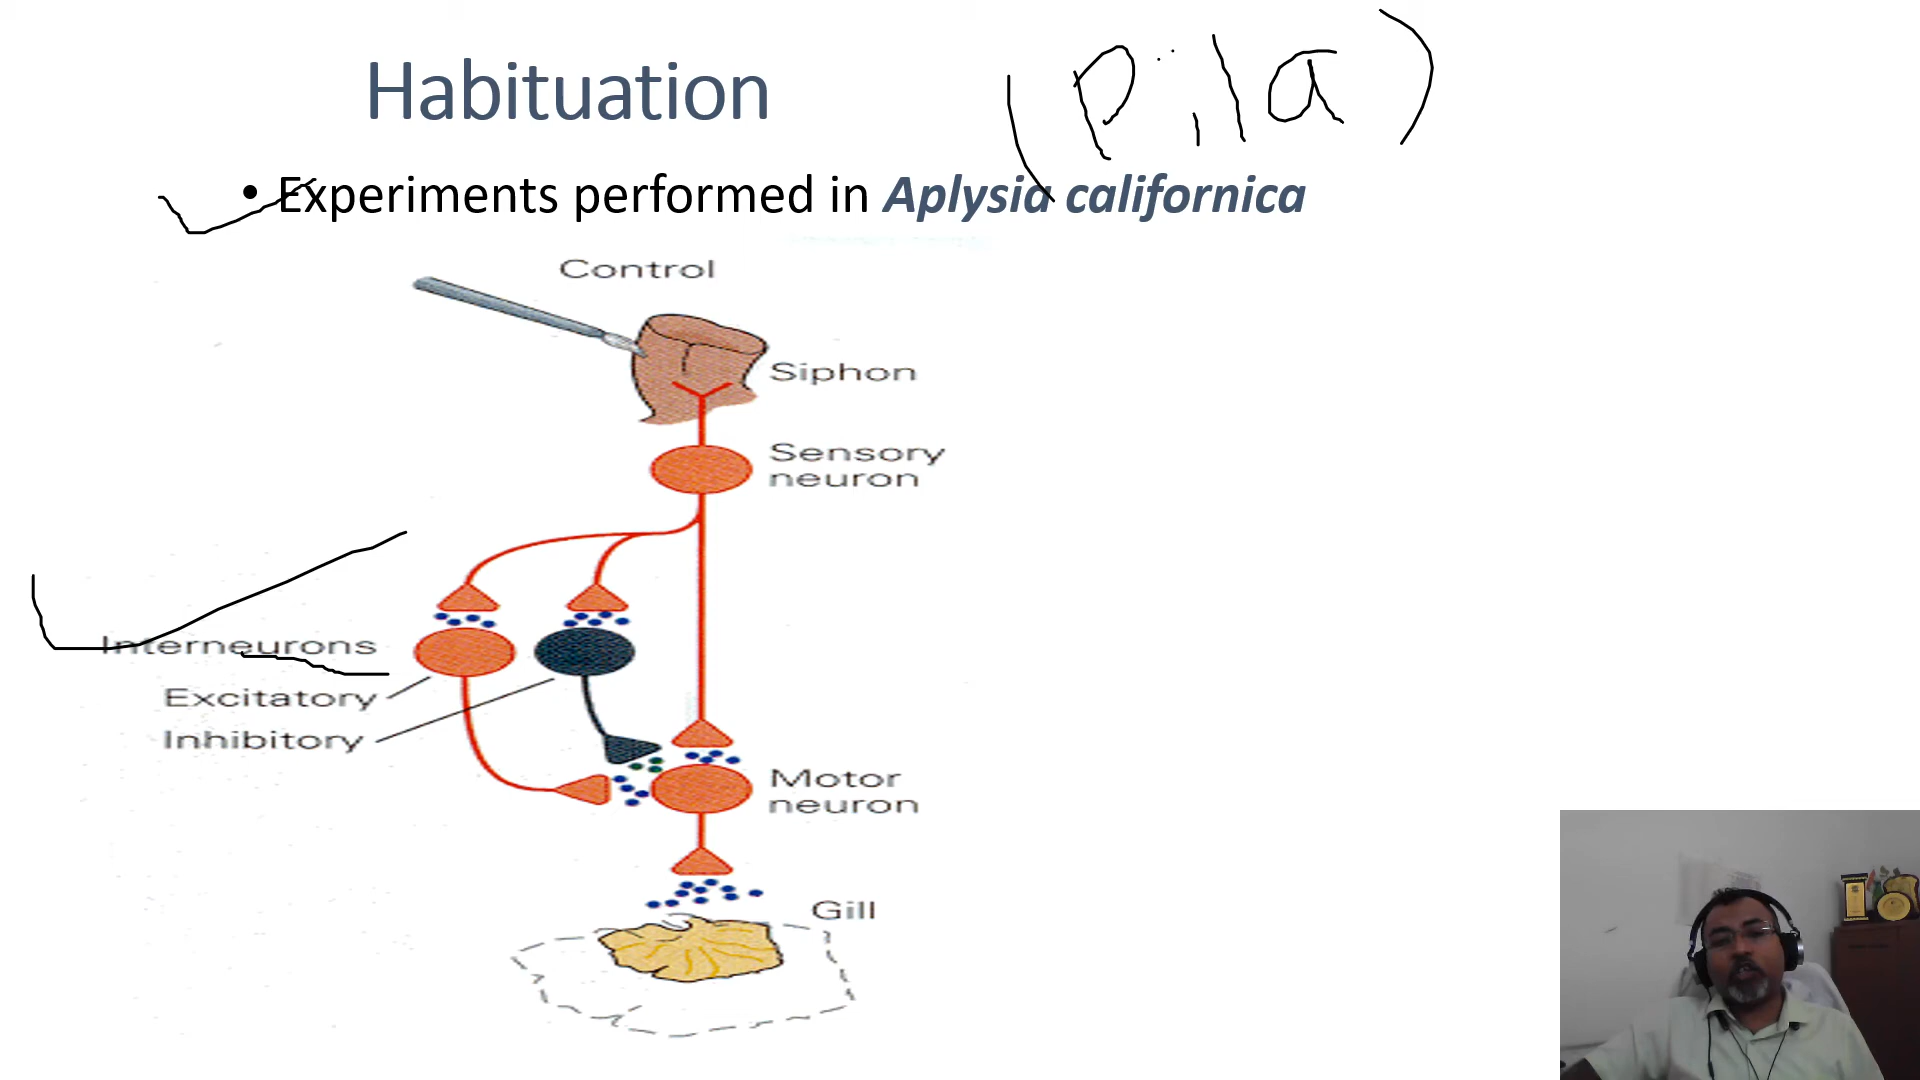 Habituation
(Pila)
• Experiments performed in Aplysia californica
Control
Siphon
Sensory
neuron
Interneurons
Excitatory
Inhibitory
Motor
neuron
Gill